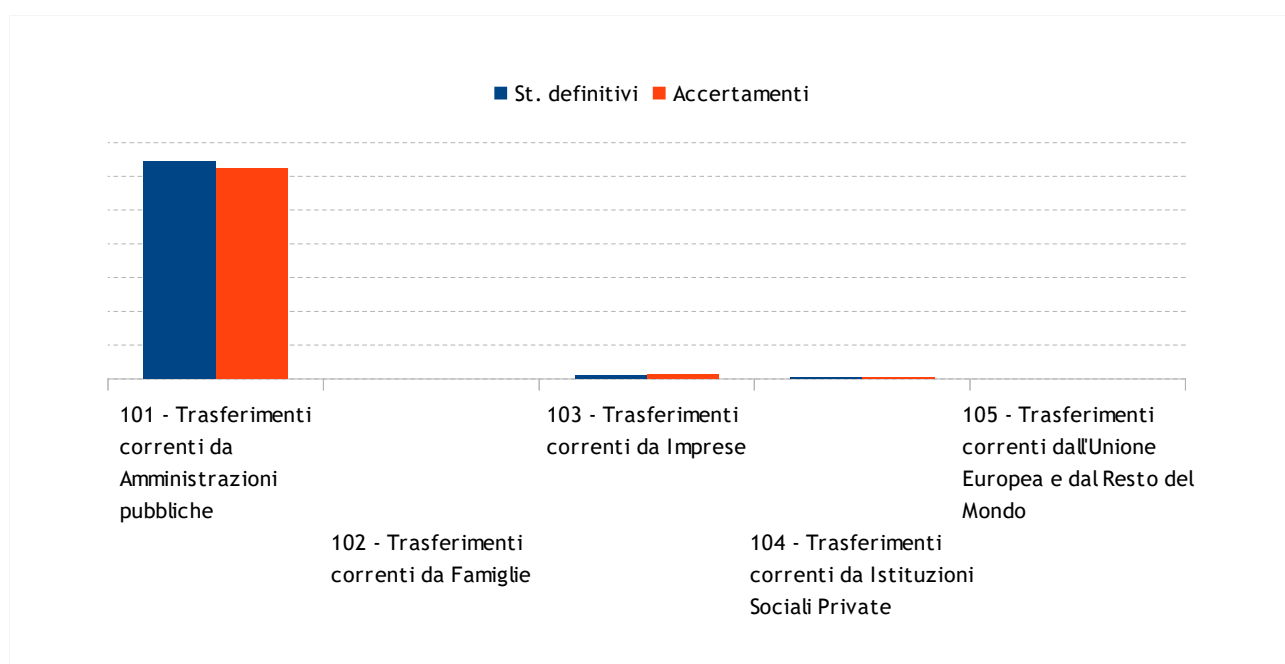 St. definitivi Accertamenti
101 - Trasferimenti
correnti da
Amministrazioni
pubbliche
102 - Trasferimenti
correnti da Famiglie
103 - Trasferimenti
correnti da Imprese
104 - Trasferimenti
correnti da Istituzioni
Sociali Private
105 - Trasferimenti
correnti dall'Unione
Europea e dal Resto del
Mondo